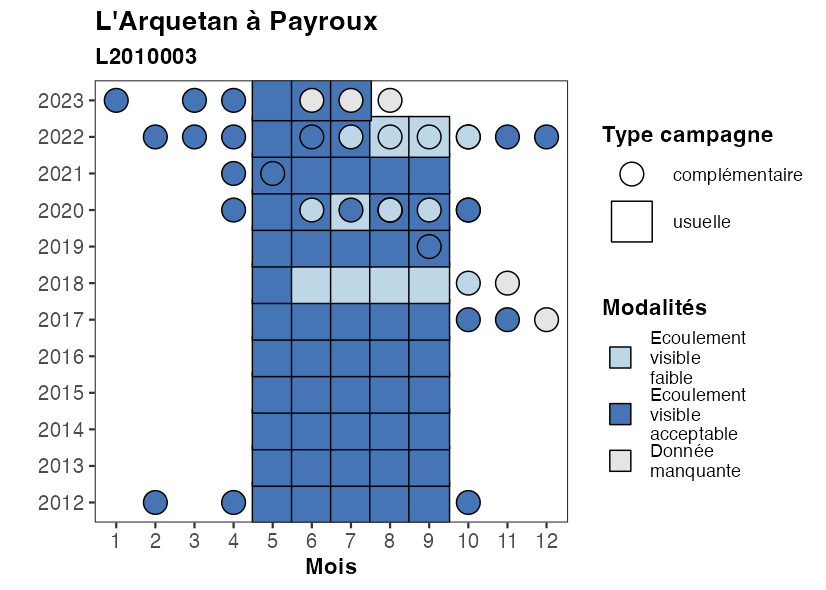 L'Arquetan à Payroux
L2010003
2023
2022
2021
2020
2019
2018
2017
2016
2015
2014
2013
2012
1 2 3 4 5 6 7 8 9 10 11 12
Mois
Type campagne
complémentaire
usuelle
Modalités
Ecoulement
visible
faible
Ecoulement
visible
acceptable
Donnée
manquante